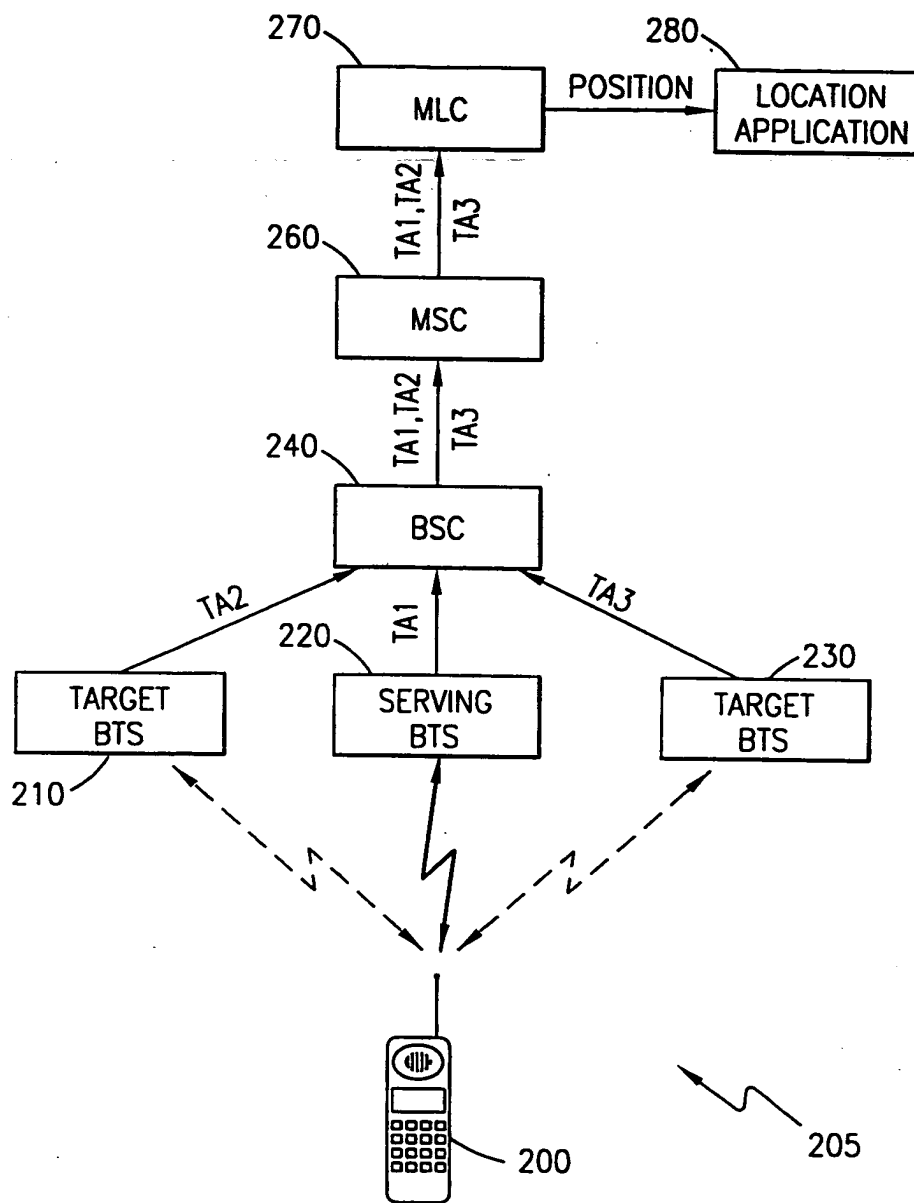 270
280
MLC
POSITION
LOCATION
APPLICATION
TA1,TA2
TA3
260
MSC
TA1,TA2
TA3
240
BSC
TA2
TA1
TA3
220
230
TARGET
BTS
SERVING
BTS
TARGET
BTS
210
200
205